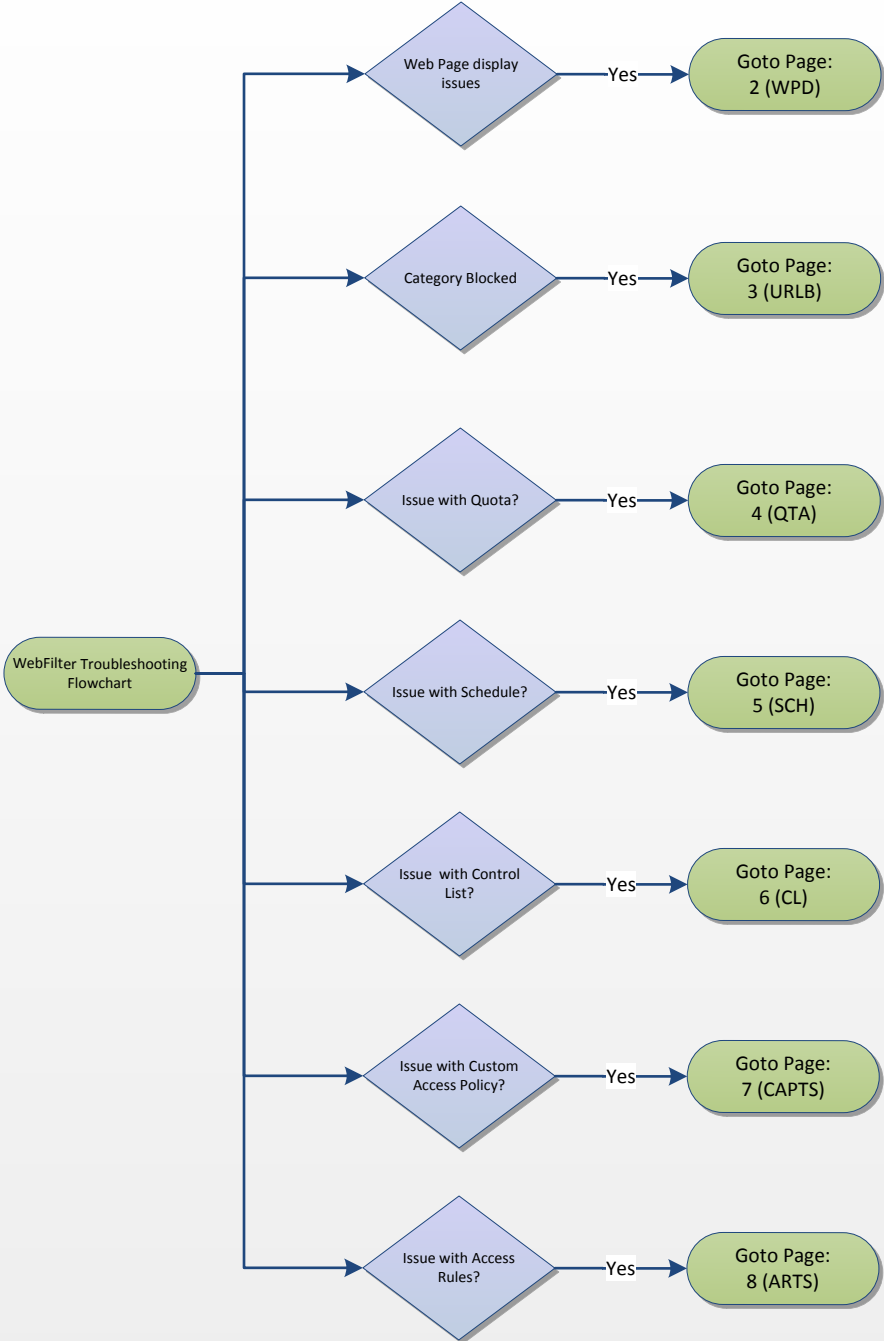 Web Page display
issues
Yes
Goto Page:
2 (WPD)
Category Blocked
Yes
Goto Page:
3 (URLB)
Issue with Quota?
Yes
Goto Page:
4 (QTA)
WebFilter Troubleshooting
Flowchart
Issue with Schedule?
Yes
Goto Page:
5 (SCH)
Issue  with Control
List?
Yes
Goto Page:
6 (CL)
Issue with Custom
Access Policy?
Yes
Goto Page:
7 (CAPTS)
Issue with Access
Rules?
Yes
Goto Page:
8 (ARTS)